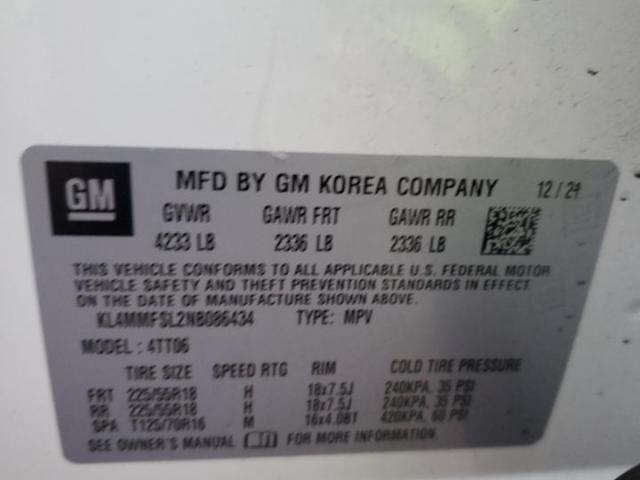 GM MFD BY GM KOREA COMPANY 12 / 21
GVWR GAWR FRT GAWR RR
4233 LB 2336 LB 2336 LB
THIS VEHICLE CONFORMS TO ALL APPLICABLE U.S. FEDERAL MOTOR
VEHICLE SAFETY AND THEFT PREVENTION STANDARDS IN EFFECT
ON THE DATE OF MANUFACTURE SHOWN ABOVE.
KL4MMFSL2NB086434 TYPE: MPV
MODEL: 4TT06
TIRE SIZE SPEED RTG RIM COLD TIRE PRESSURE
FRT 225/55R18 H 18x7.5J 240KPA, 35 PSI
RR 225/55R18 H 18x7.5J 240KPA, 35 PSI
SPA T125/70R16 M 16x4.0BT 420KPA, 60 PSI
SEE OWNER'S MANUAL FOR MORE INFORMATION